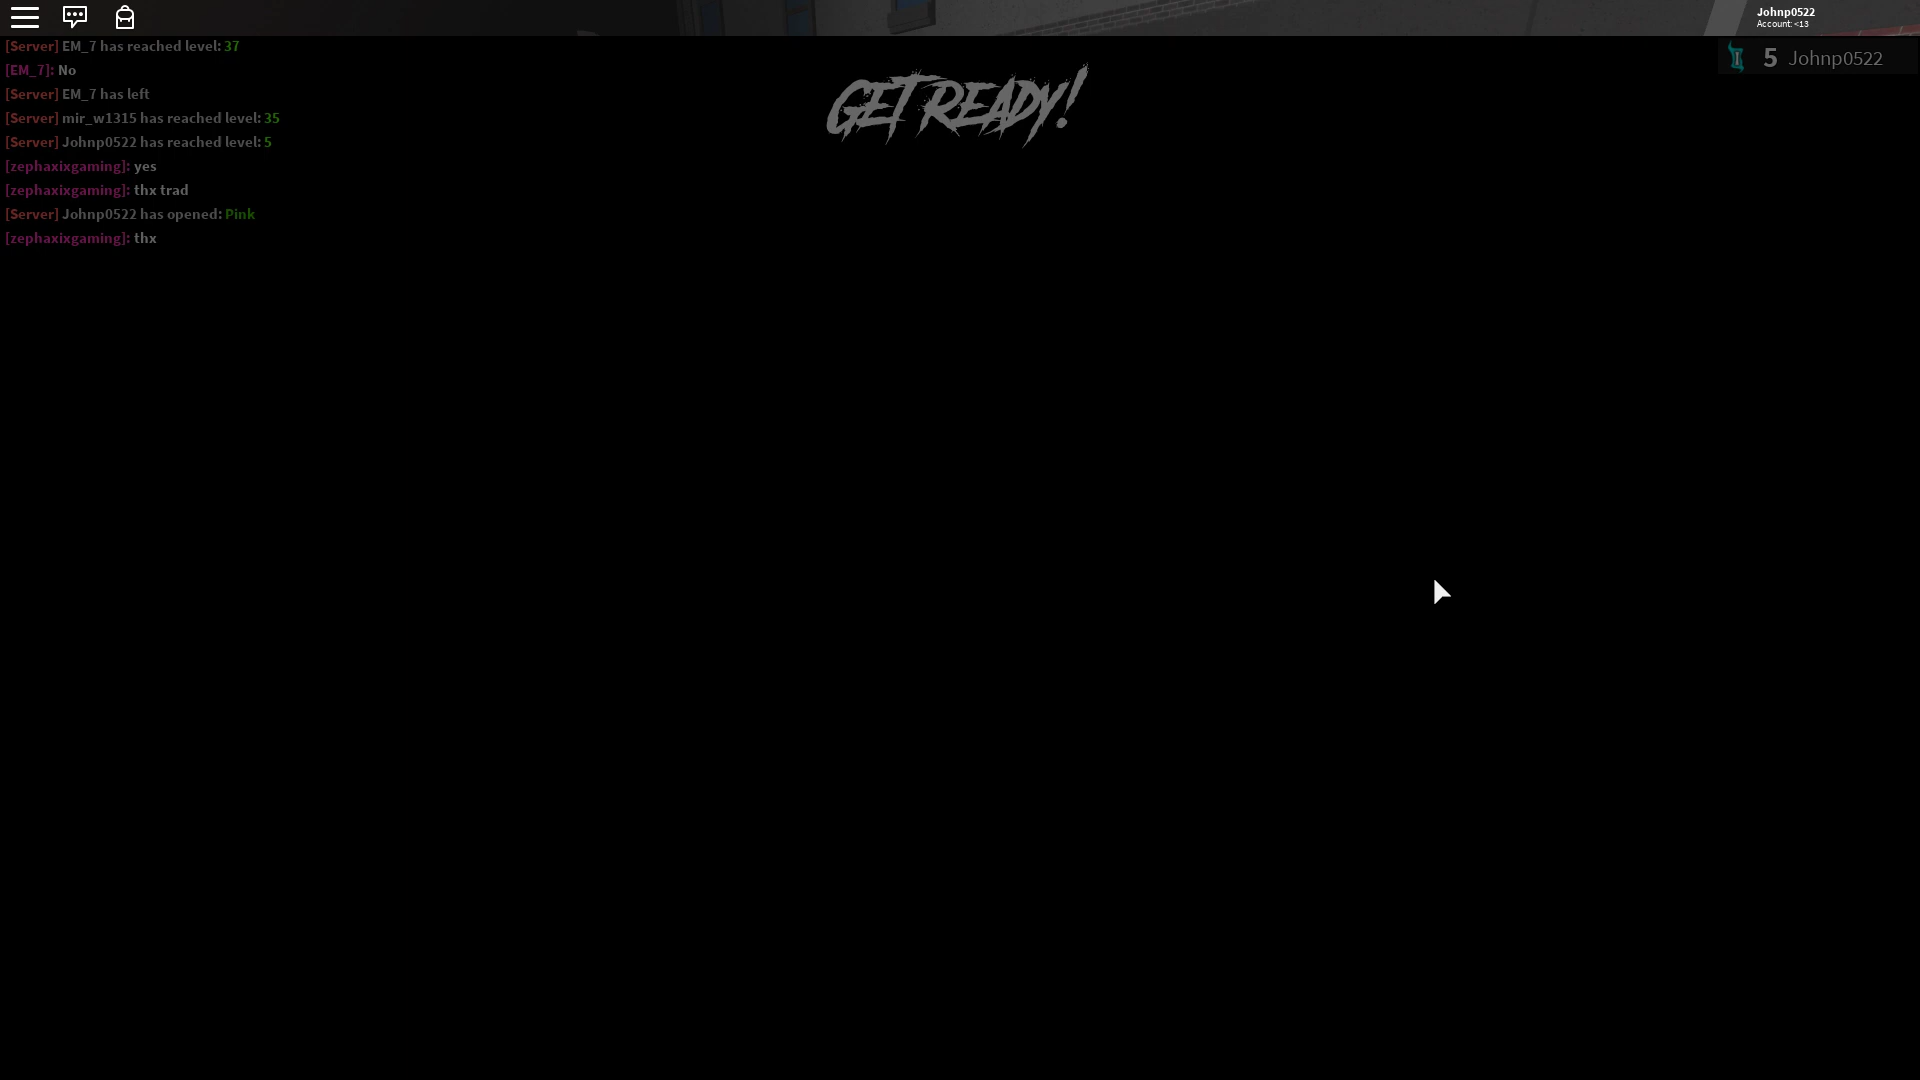 Johnp0522
Account: <13
[Server] EM_7 has reached level: 37
[EM_7]: No
[Server] EM_7 has left
[Server] mir_w1315 has reached level: 35
[Server] Johnp0522 has reached level: 5
[zephaxixgaming]: yes
[zephaxixgaming]: thx trad
[Server] Johnp0522 has opened: Pink
[zephaxixgaming]: thx
GET READY!
5 Johnp0522